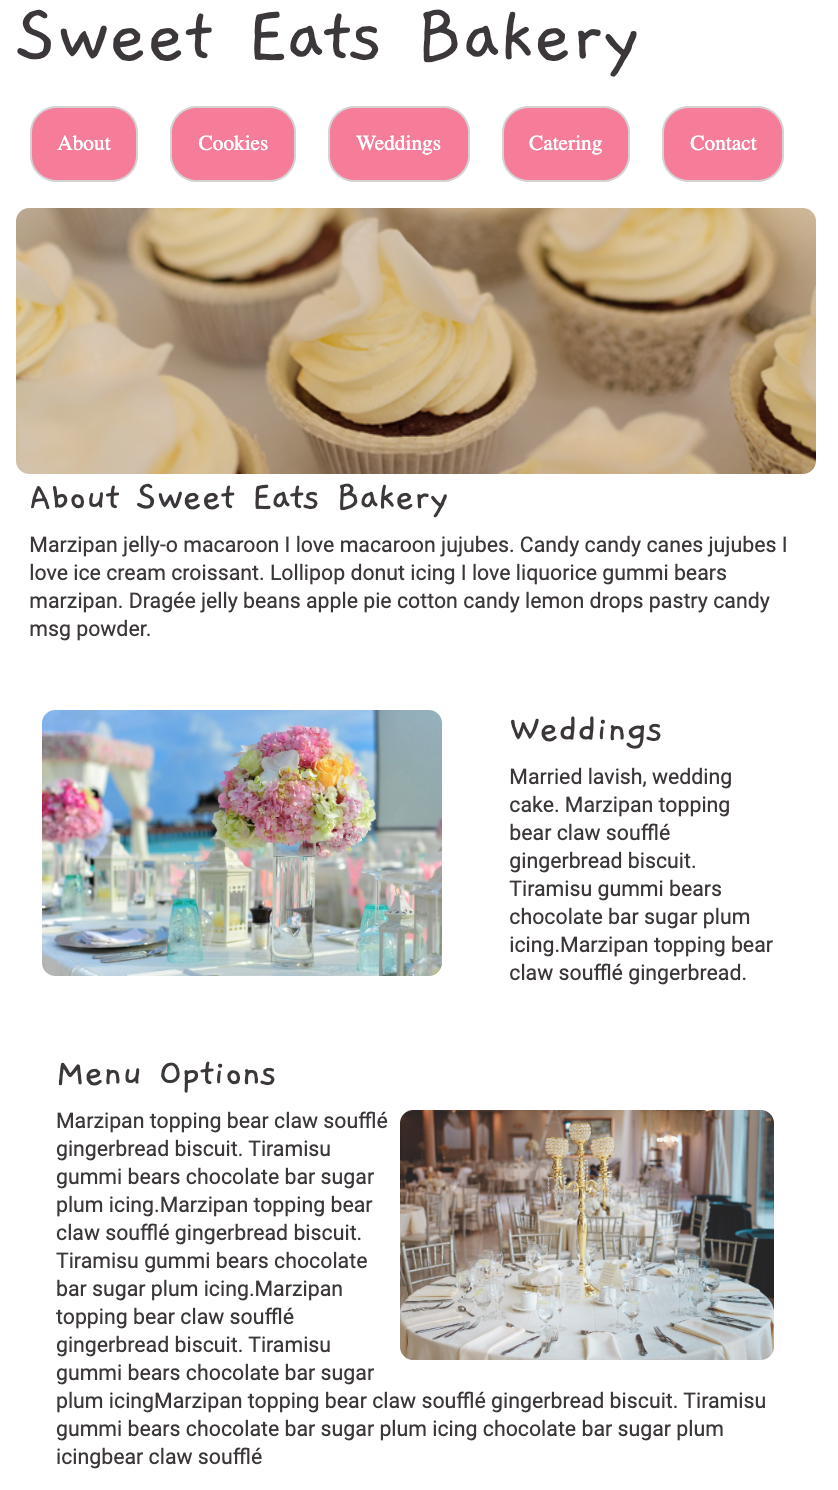 Sweet Eats Bakery
About Cookies Weddings Catering Contact
About Sweet Eats Bakery
Marzipan jelly-o macaroon I love macaroon jujubes. Candy candy canes jujubes I
love ice cream croissant. Lollipop donut icing I love liquorice gummi bears
marzipan. Dragée jelly beans apple pie cotton candy lemon drops pastry candy
msg powder.
Weddings
Married lavish, wedding
cake. Marzipan topping
bear claw soufflé
gingerbread biscuit.
Tiramisu gummi bears
chocolate bar sugar plum
icing.Marzipan topping bear
claw soufflé gingerbread.
Menu Options
Marzipan topping bear claw soufflé
gingerbread biscuit. Tiramisu
gummi bears chocolate bar sugar
plum icing.Marzipan topping bear
claw soufflé gingerbread biscuit.
Tiramisu gummi bears chocolate
bar sugar plum icing.Marzipan
topping bear claw soufflé
gingerbread biscuit. Tiramisu
gummi bears chocolate bar sugar
plum icingMarzipan topping bear claw soufflé gingerbread biscuit. Tiramisu
gummi bears chocolate bar sugar plum icing chocolate bar sugar plum
icingbear claw soufflé